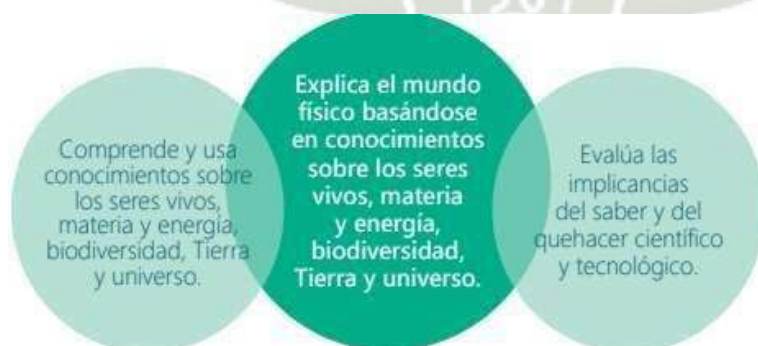 Comprende y usa
conocimientos sobre
los seres vivos,
materia y energía,
biodiversidad, Tierra
y universo.
Explica el mundo
físico basándose
en conocimientos
sobre los seres
vivos, materia
y energía,
biodiversidad,
Tierra y universo.
Evalúa las
implicancias
del saber y del
quehacer científico
y tecnológico.